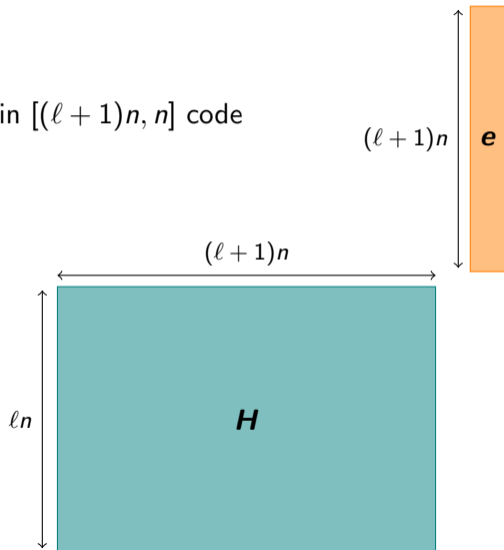 in [(ℓ + 1)n, n] code
(ℓ + 1)n
e
(ℓ + 1)n
ℓn
H